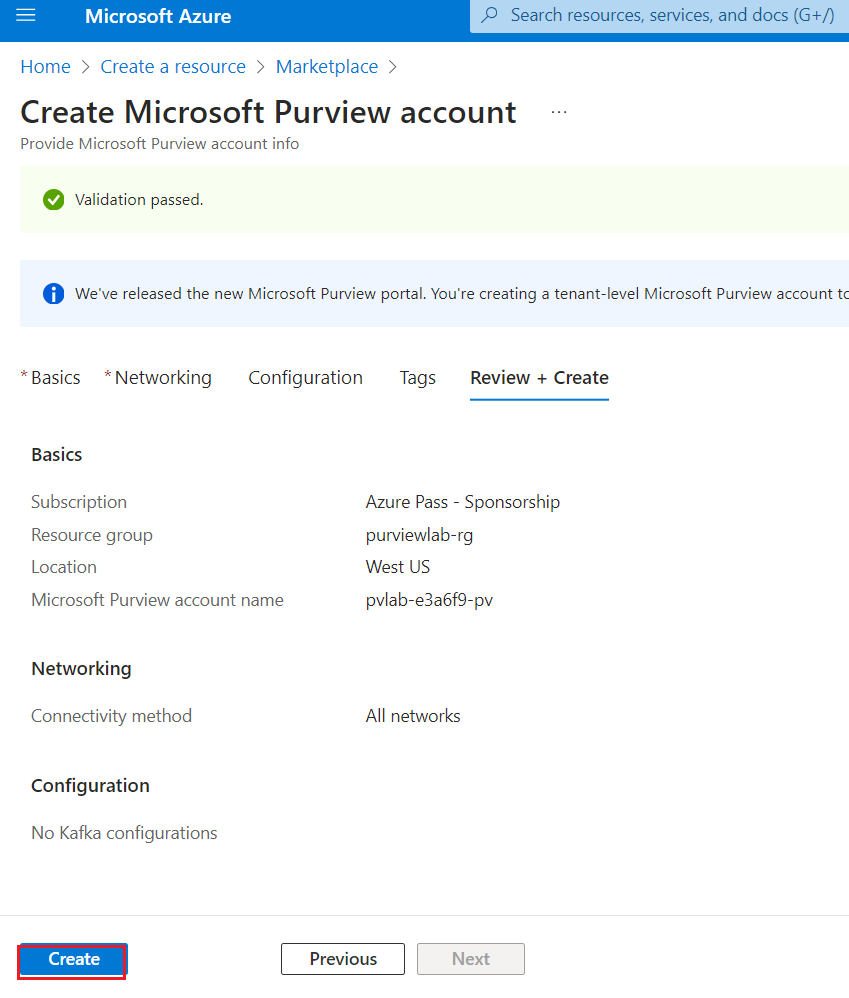 Microsoft Azure
Search resources, services, and docs (G+/)
Home > Create a resource > Marketplace >
Create Microsoft Purview account ...
Provide Microsoft Purview account info
Validation passed.
We've released the new Microsoft Purview portal. You're creating a tenant-level Microsoft Purview account to
* Basics * Networking Configuration Tags Review + Create
Basics
Subscription Azure Pass - Sponsorship
Resource group purviewlab-rg
Location West US
Microsoft Purview account name pvlab-e3a6f9-pv
Networking
Connectivity method All networks
Configuration
No Kafka configurations
Create Previous Next